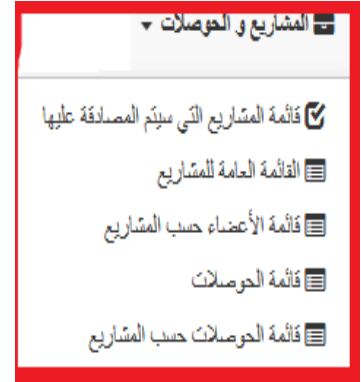 المشاريع و الحوصلات
قائمة المشاريع التي سيتم المصادقة عليها
القائمة العامة للمشاريع
قائمة الأعضاء حسب المشاريع
قائمة الحوصلات
قائمة الحوصلات حسب المشاريع